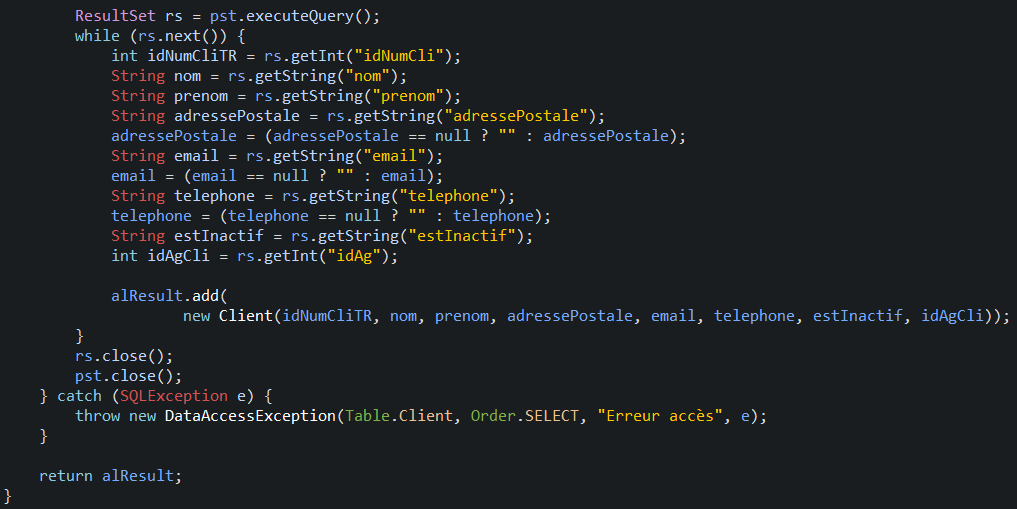 ResultSet rs = pst.executeQuery();
while (rs.next()) {
int idNumCliTR = rs.getInt("idNumCli");
String nom = rs.getString("nom");
String prenom = rs.getString("prenom");
String adressePostale = rs.getString("adressePostale");
adressePostale = (adressePostale == null ? "" : adressePostale);
String email = rs.getString("email");
email = (email == null ? "" : email);
String telephone = rs.getString("telephone");
telephone = (telephone == null ? "" : telephone);
String estInactif = rs.getString("estInactif");
int idAgCli = rs.getInt("idAg");
alResult.add(
new Client(idNumCliTR, nom, prenom, adressePostale, email, telephone, estInactif, idAgCli));
}
rs.close();
pst.close();
} catch (SQLException e) {
throw new DataAccessException(Table.Client, Order.SELECT, "Erreur accès", e);
}
return alResult;
}